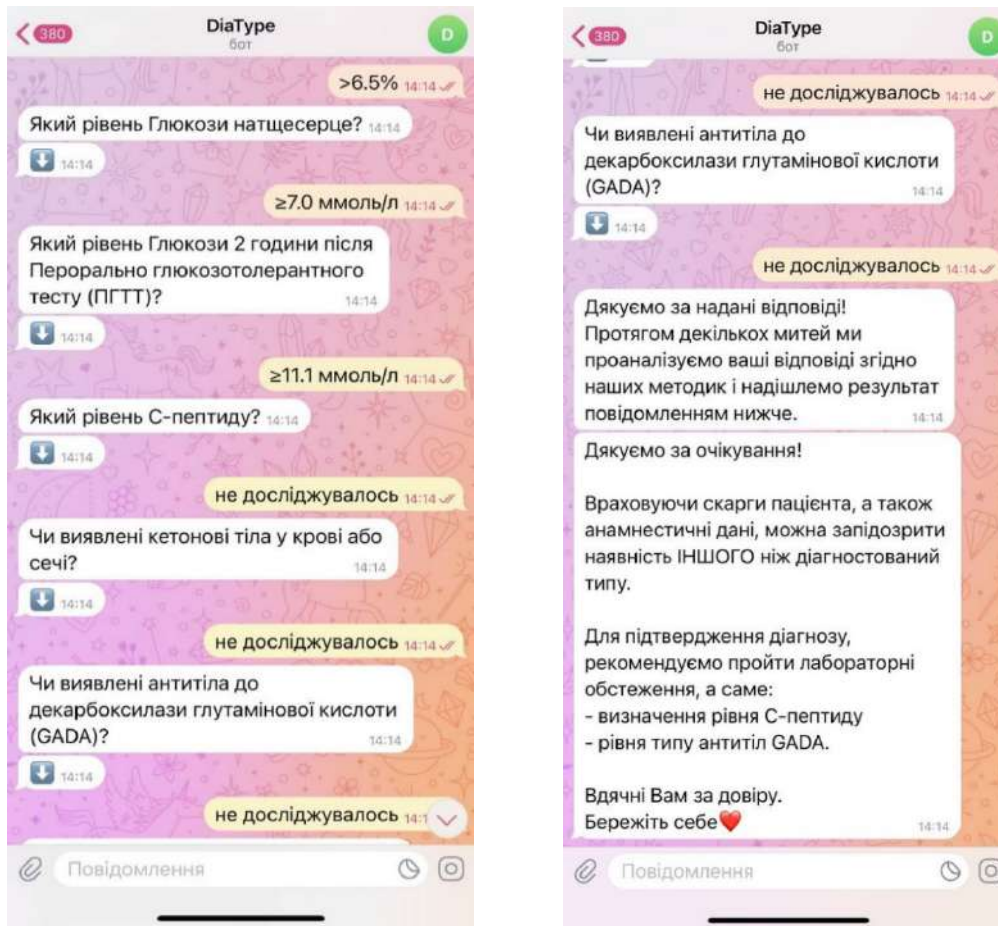 380
DiaType
бот
D
>6.5% 14:14
Який рівень Глюкози натщесерце? 14:14
14:14
≥7.0 ммоль/л 14:14
Який рівень Глюкози 2 години після
Перорально глюкозотолерантного
тесту (ПГТТ)? 14:14
14:14
≥11.1 ммоль/л 14:14
Який рівень С-пептиду? 14:14
14:14
не досліджувалось 14:14
Чи виявлені кетонові тіла у крові або
сечі? 14:14
14:14
не досліджувалось 14:14
Чи виявлені антитіла до
декарбоксилази глутамінової кислоти
(GADA)? 14:14
14:14
не досліджувалось 14:1
Повідомлення
380
DiaType
бот
D
не досліджувалось 14:14
Чи виявлені антитіла до
декарбоксилази глутамінової кислоти
(GADA)? 14:14
14:14
не досліджувалось 14:14
Дякуємо за надані відповіді!
Протягом декількох митей ми
проаналізуємо ваші відповіді згідно
наших методик і надішлемо результат
повідомленням нижче. 14:14
Дякуємо за очікування!
Враховуючи скарги пацієнта, а також
анамнестичні дані, можна запідозрити
наявність ІНШОГО ніж діагностований
типу.
Для підтвердження діагнозу,
рекомендуємо пройти лабораторні
обстеження, а саме:
- визначення рівня С-пептиду
- рівня типу антитіл GADA.
Вдячні Вам за довіру.
Бережіть себе❤️ 14:14
Повідомлення